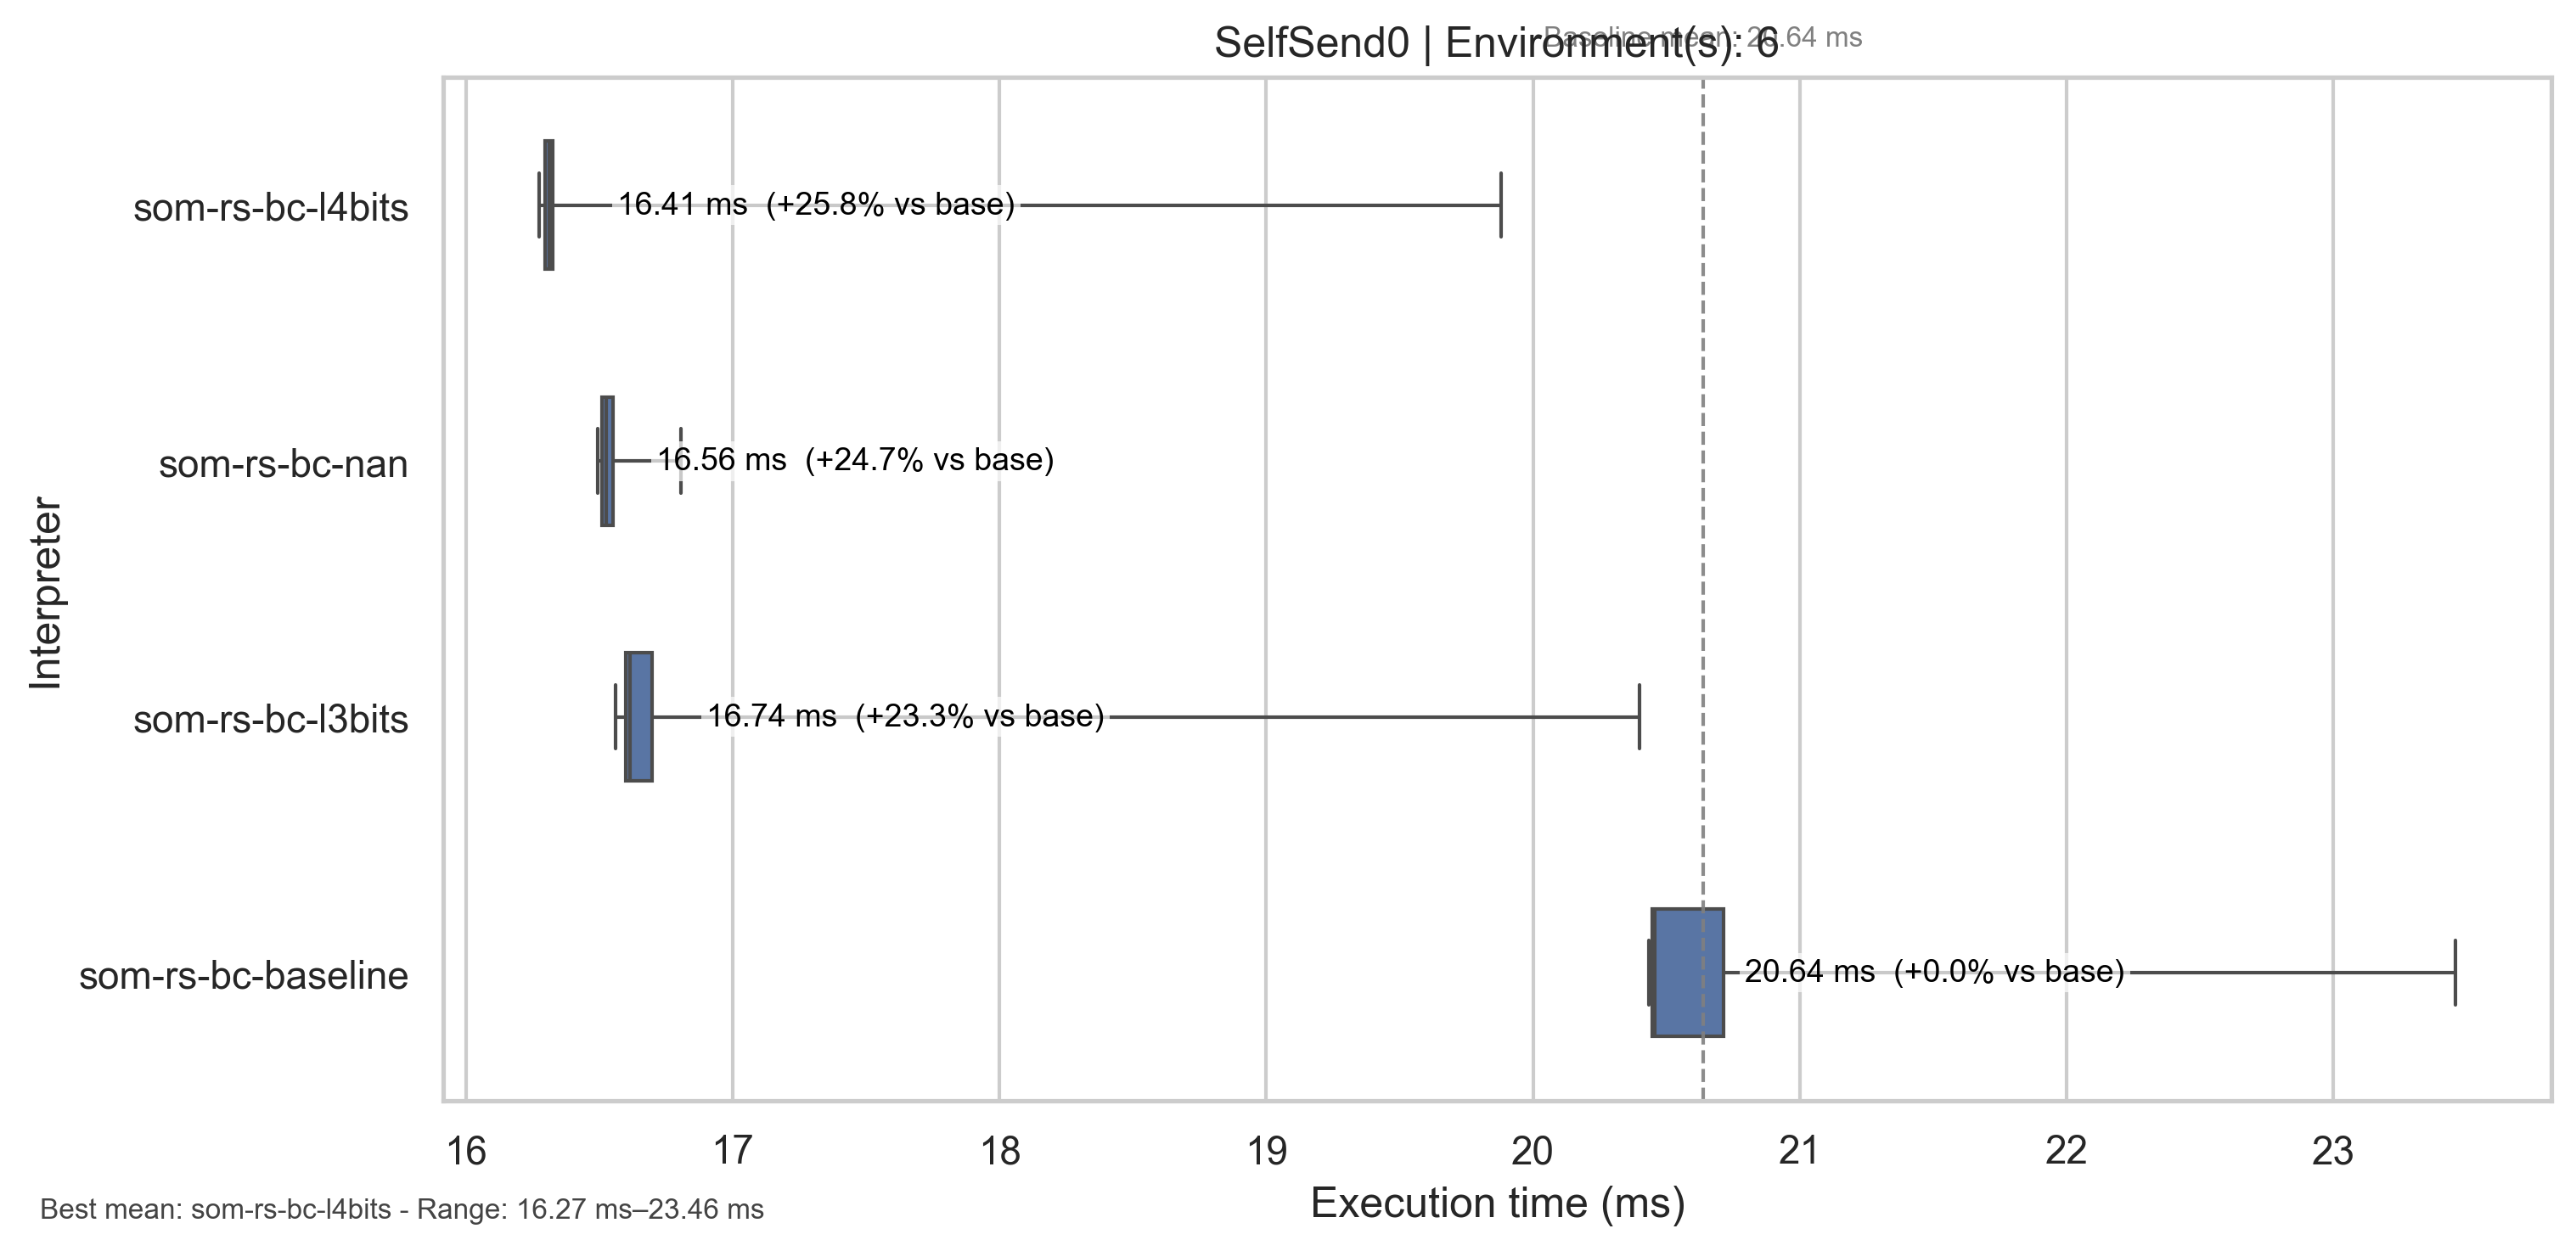 SelfSend0 | Environment(s): 6
Baseline mean: 20.64 ms
som-rs-bc-l4bits
16.41 ms (+25.8% vs base)
som-rs-bc-nan
16.56 ms (+24.7% vs base)
som-rs-bc-l3bits
16.74 ms (+23.3% vs base)
som-rs-bc-baseline
20.64 ms (+0.0% vs base)
Interpreter
16 17 18 19 20 21 22 23
Execution time (ms)
Best mean: som-rs-bc-l4bits - Range: 16.27 ms–23.46 ms